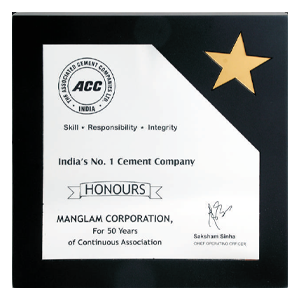 THE ASSOCIATED CEMENT COMPANIES LTD.
ACC
INDIA
Skill • Responsibility • Integrity
India's No. 1 Cement Company
HONOURS
MANGLAM CORPORATION,
For 50 Years
of Continuous Association
Saksham Sinha
CHIEF OPERATING OFFICER